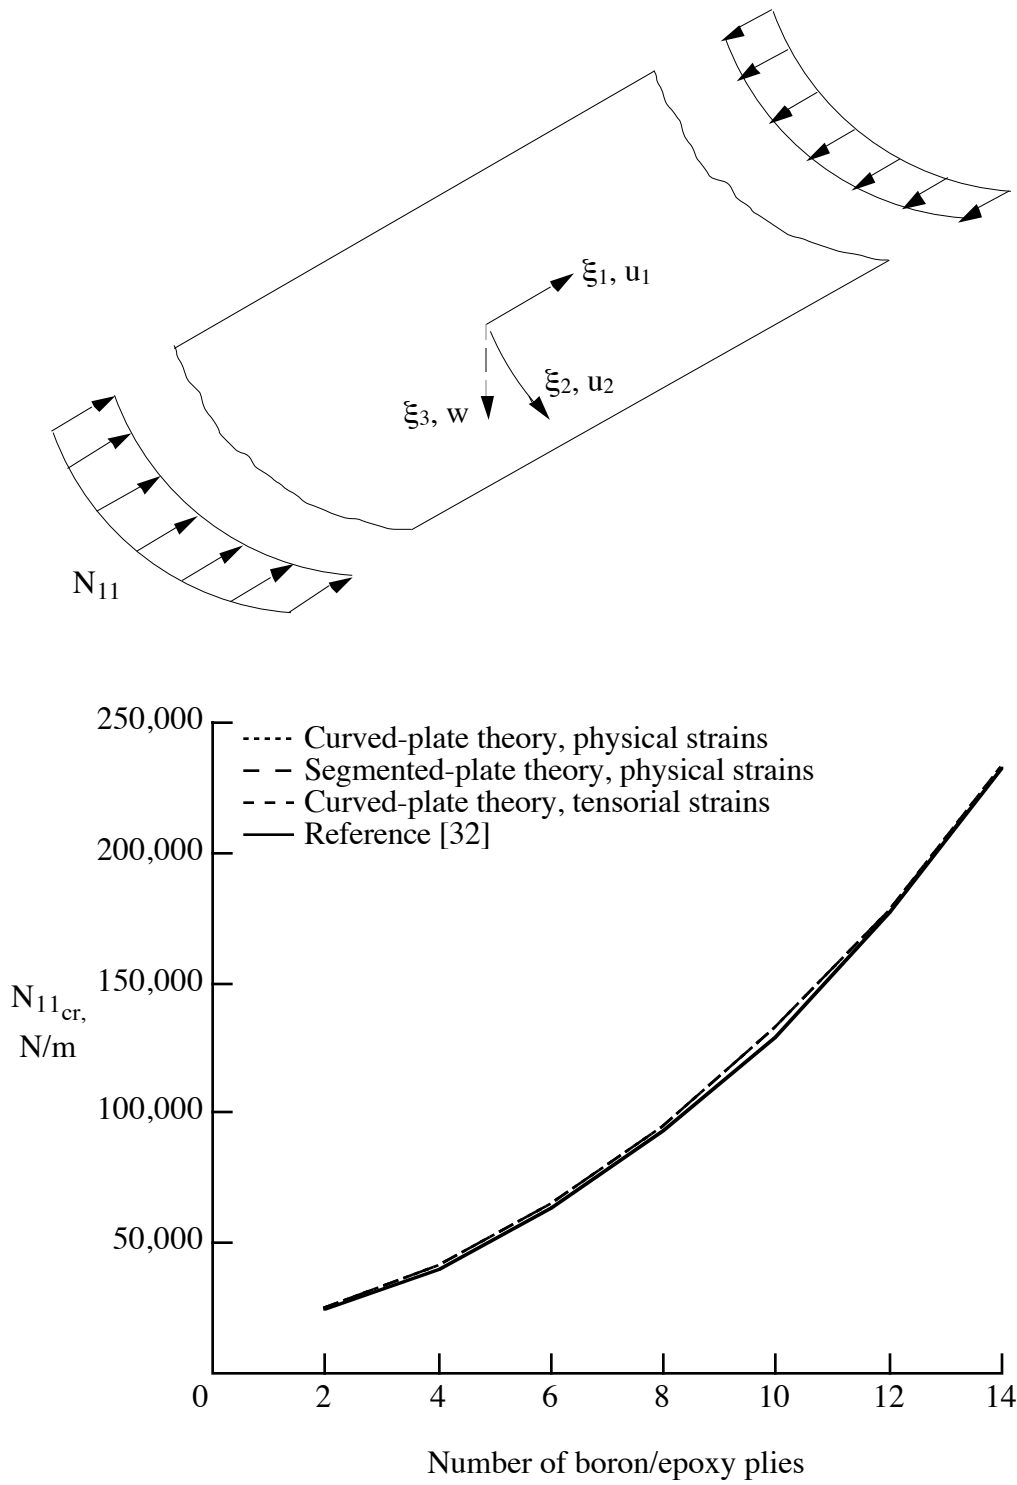 ξ1, u1
ξ2, u2
ξ3, w
N11
250,000
Curved-plate theory, physical strains
Segmented-plate theory, physical strains
Curved-plate theory, tensorial strains
Reference [32]
200,000
150,000
N11cr,
N/m
100,000
50,000
0 2 4 6 8 10 12 14
Number of boron/epoxy plies